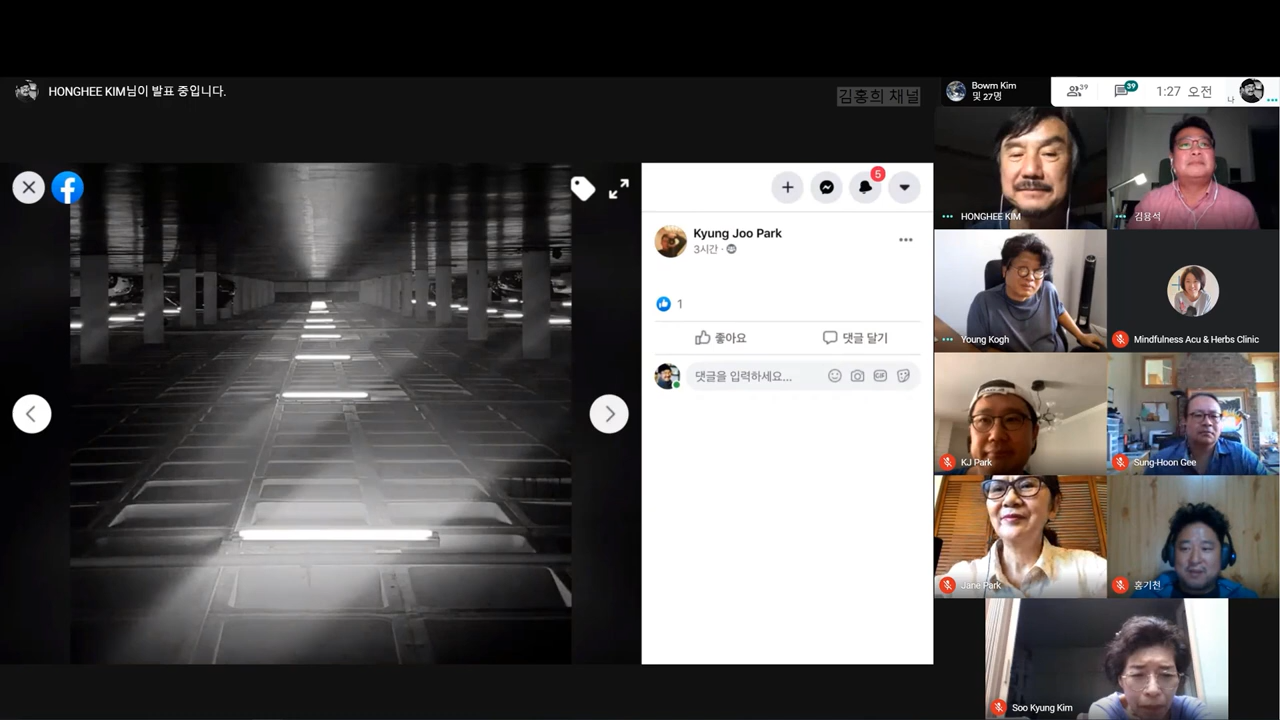 HONGHEE KIM님이 발표 중입니다.
김홍희 채널
Bowm Kim
및 27명
39
39
1:27 오전
나
HONGHEE KIM
김용석
Young Kogh
Mindfulness Acu & Herbs Clinic
KJ Park
Sung-Hoon Gee
Jane Park
홍기천
Soo Kyung Kim
5
Kyung Joo Park
3시간 ·
1
좋아요
댓글 달기
댓글을 입력하세요...
GIF